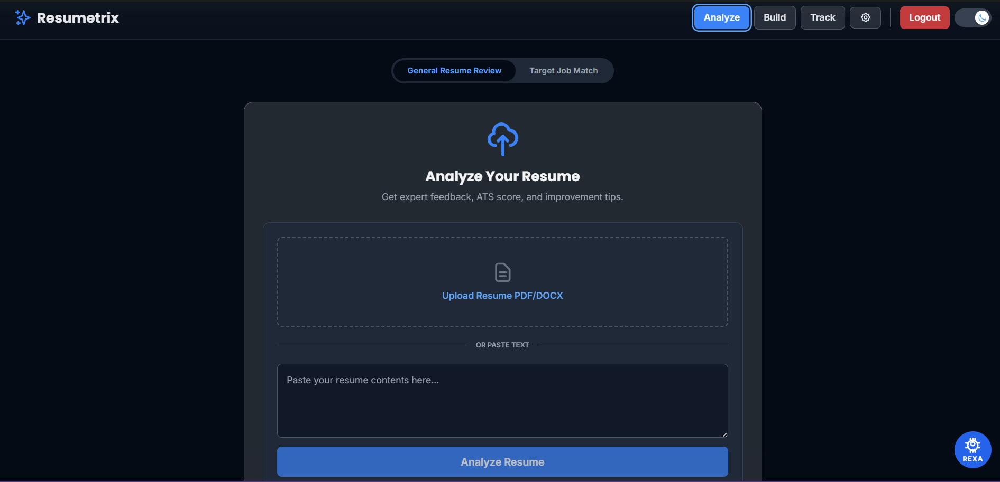 Resumetrix
Analyze
Build
Track
Logout
General Resume Review
Target Job Match
Analyze Your Resume
Get expert feedback, ATS score, and improvement tips.
Upload Resume PDF/DOCX
OR PASTE TEXT
Paste your resume contents here...
Analyze Resume
REXA